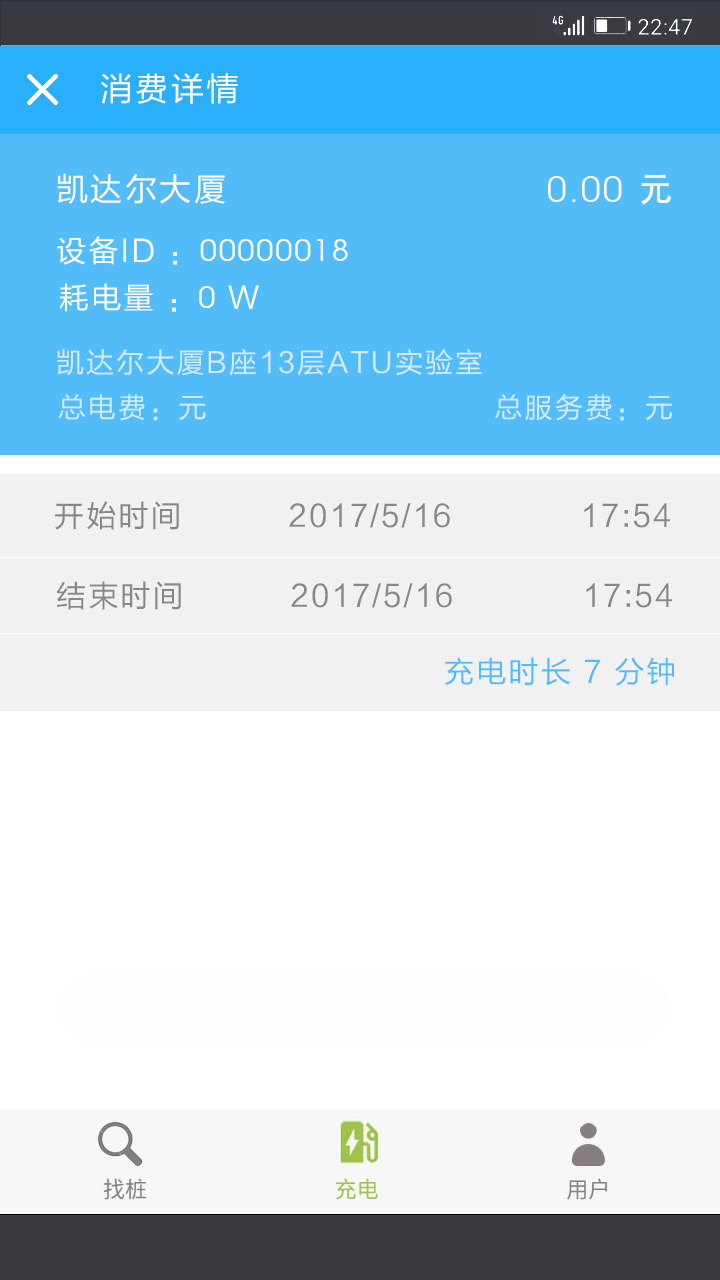 4G 22:47
消费详情
凯达尔大厦 0.00 元
设备ID ：00000018
耗电量 ：0 W
凯达尔大厦B座13层ATU实验室
总电费：元 总服务费：元
开始时间 2017/5/16 17:54
结束时间 2017/5/16 17:54
充电时长 7 分钟
找桩 充电 用户